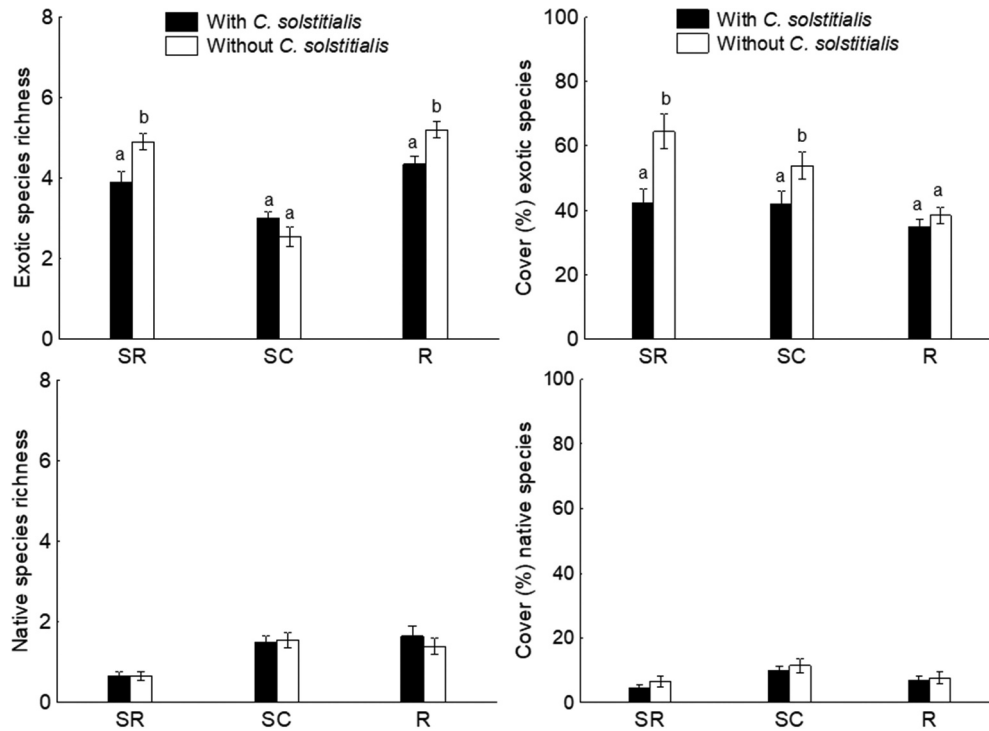 With C. solstitialis
Without C. solstitialis
Exotic species richness
8
6
4
2
0
a
b
a
a
a
b
SR
SC
R
With C. solstitialis
Without C. solstitialis
Cover (%) exotic species
100
80
60
40
20
0
a
b
a
b
a
a
SR
SC
R
Native species richness
8
6
4
2
0
SR
SC
R
Cover (%) native species
100
80
60
40
20
0
SR
SC
R